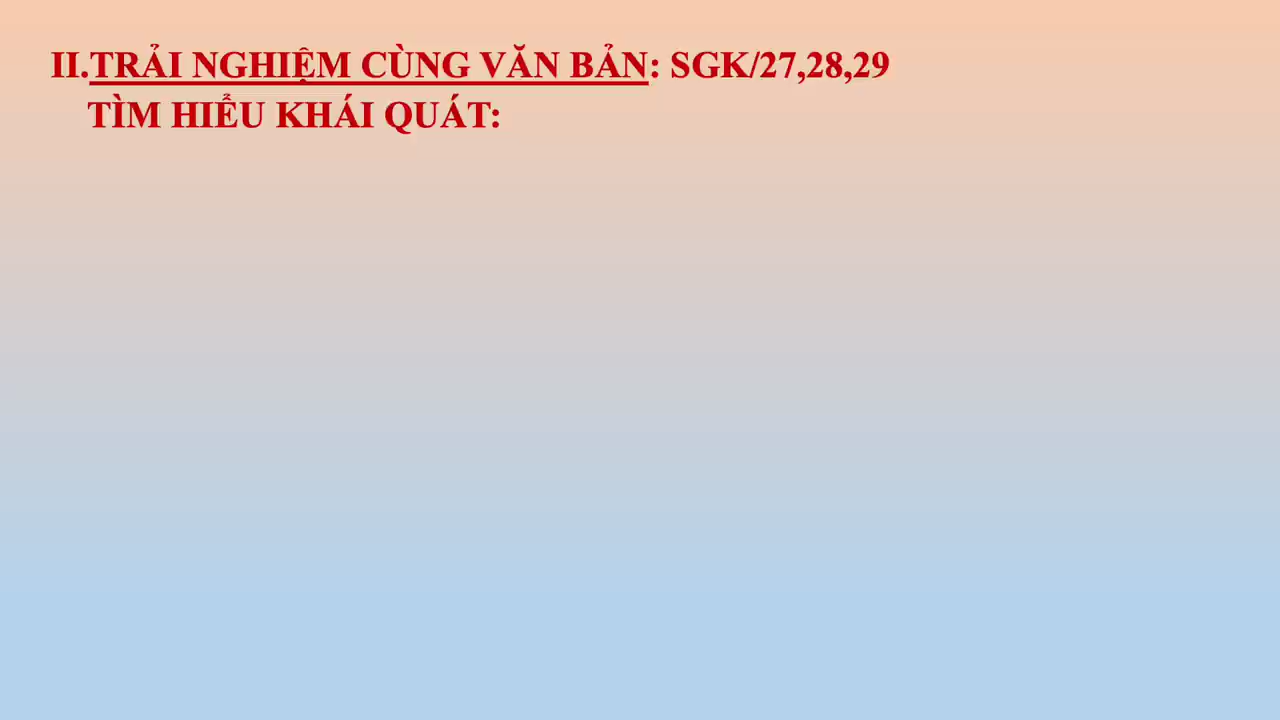 II.TRẢI NGHIỆM CÙNG VĂN BẢN: SGK/27,28,29
TÌM HIỂU KHÁI QUÁT: